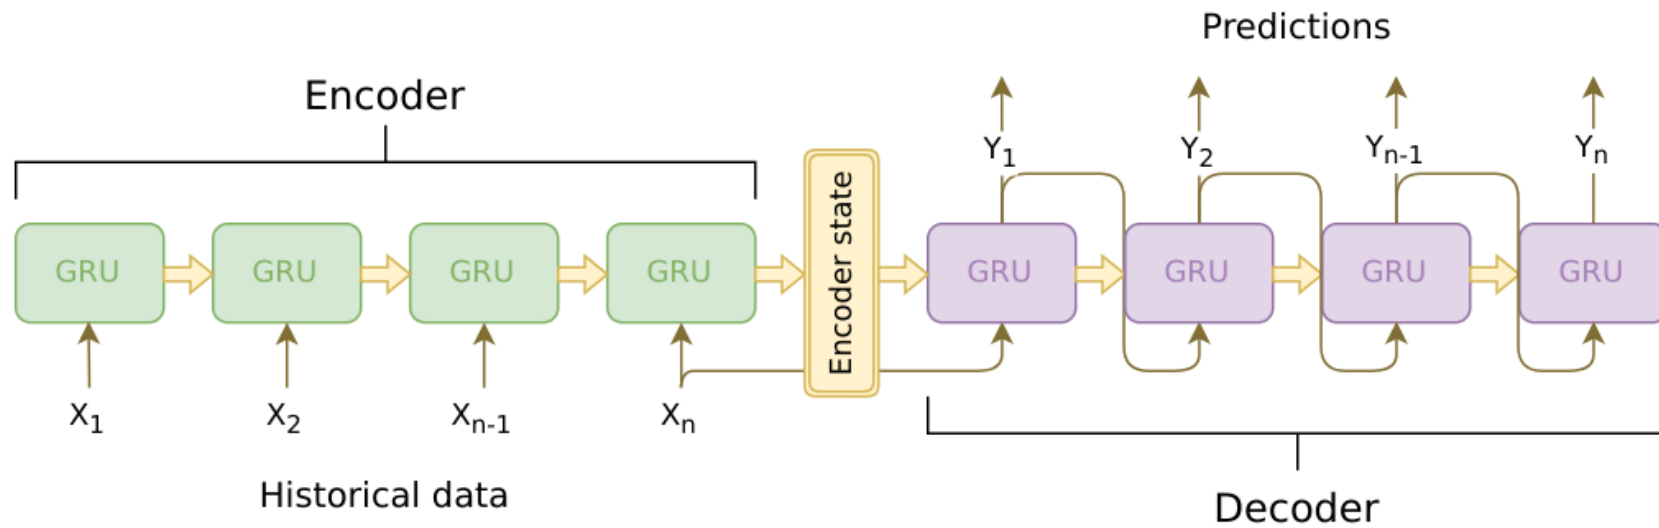 Predictions
Encoder
Y1
Y2
Yn-1
Yn
Encoder state
GRU
GRU
GRU
GRU
GRU
GRU
GRU
GRU
X1
X2
Xn-1
Xn
Historical data
Decoder